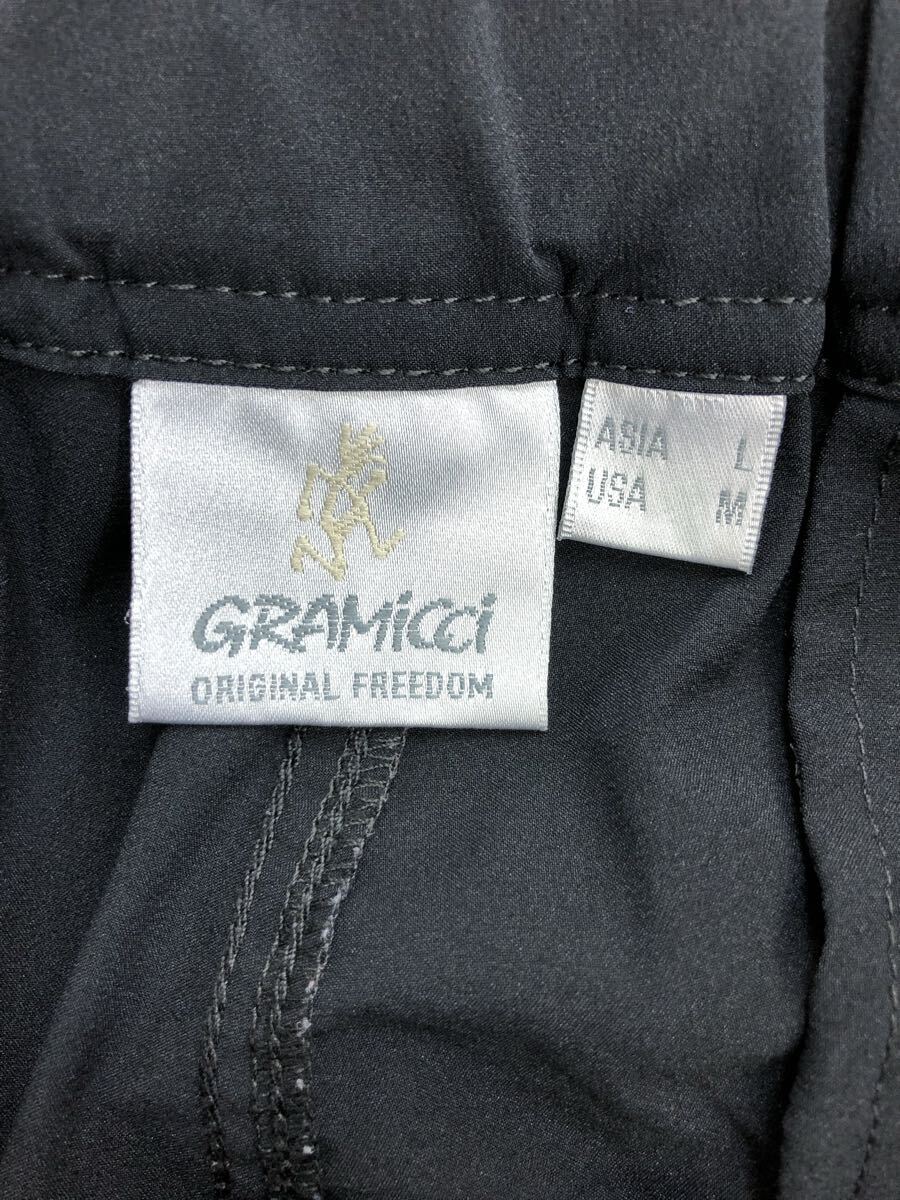 GRAMiCCi
ORIGINAL FREEDOM
ASIA L
USA M